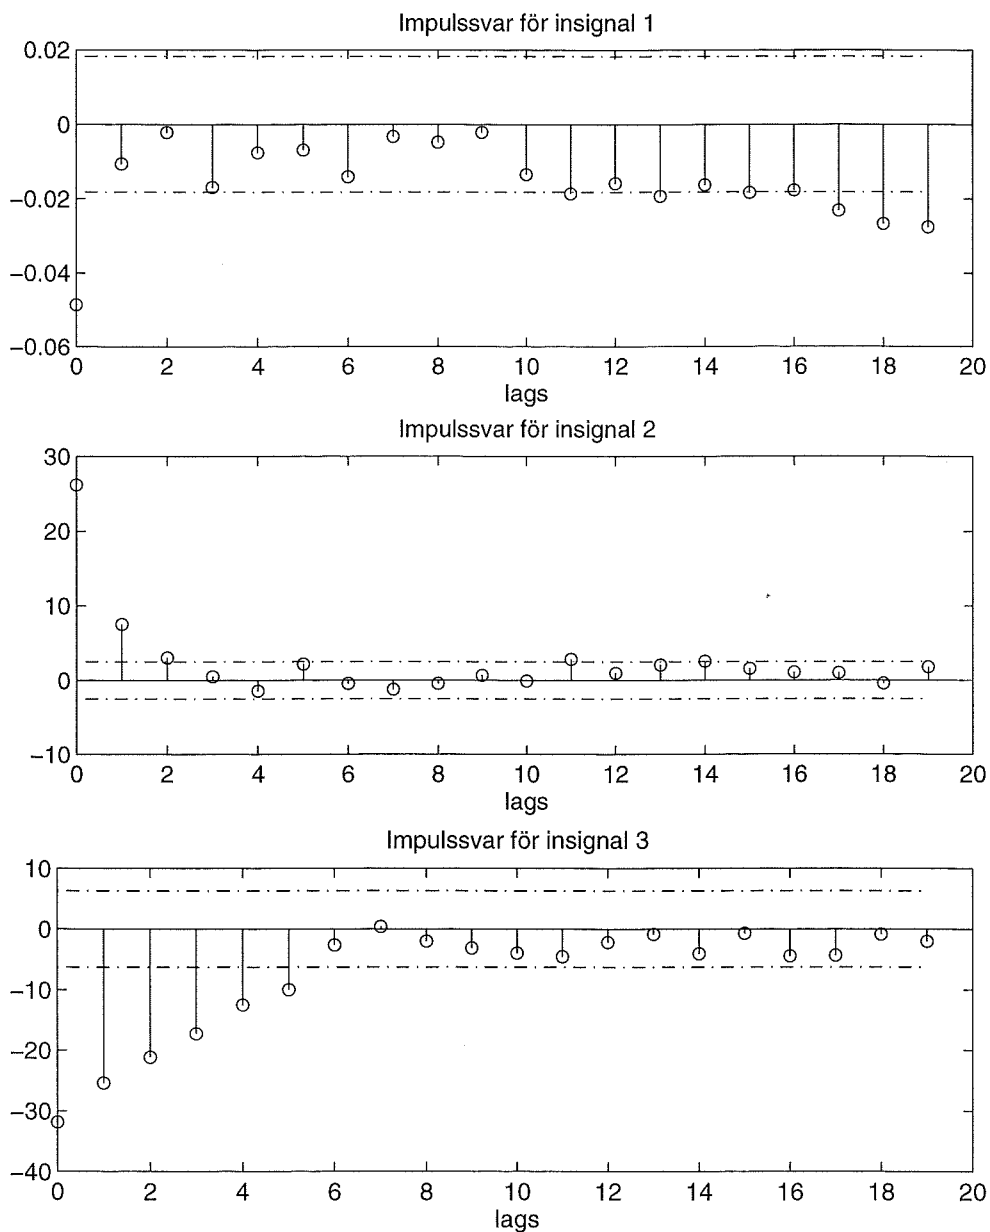 Impulssvar för insignal 1
0.02
0
−0.02
−0.04
−0.06
0 2 4 6 8 10 12 14 16 18 20
lags
Impulssvar för insignal 2
30
20
10
0
−10
0 2 4 6 8 10 12 14 16 18 20
lags
Impulssvar för insignal 3
10
0
−10
−20
−30
−40
0 2 4 6 8 10 12 14 16 18 20
lags